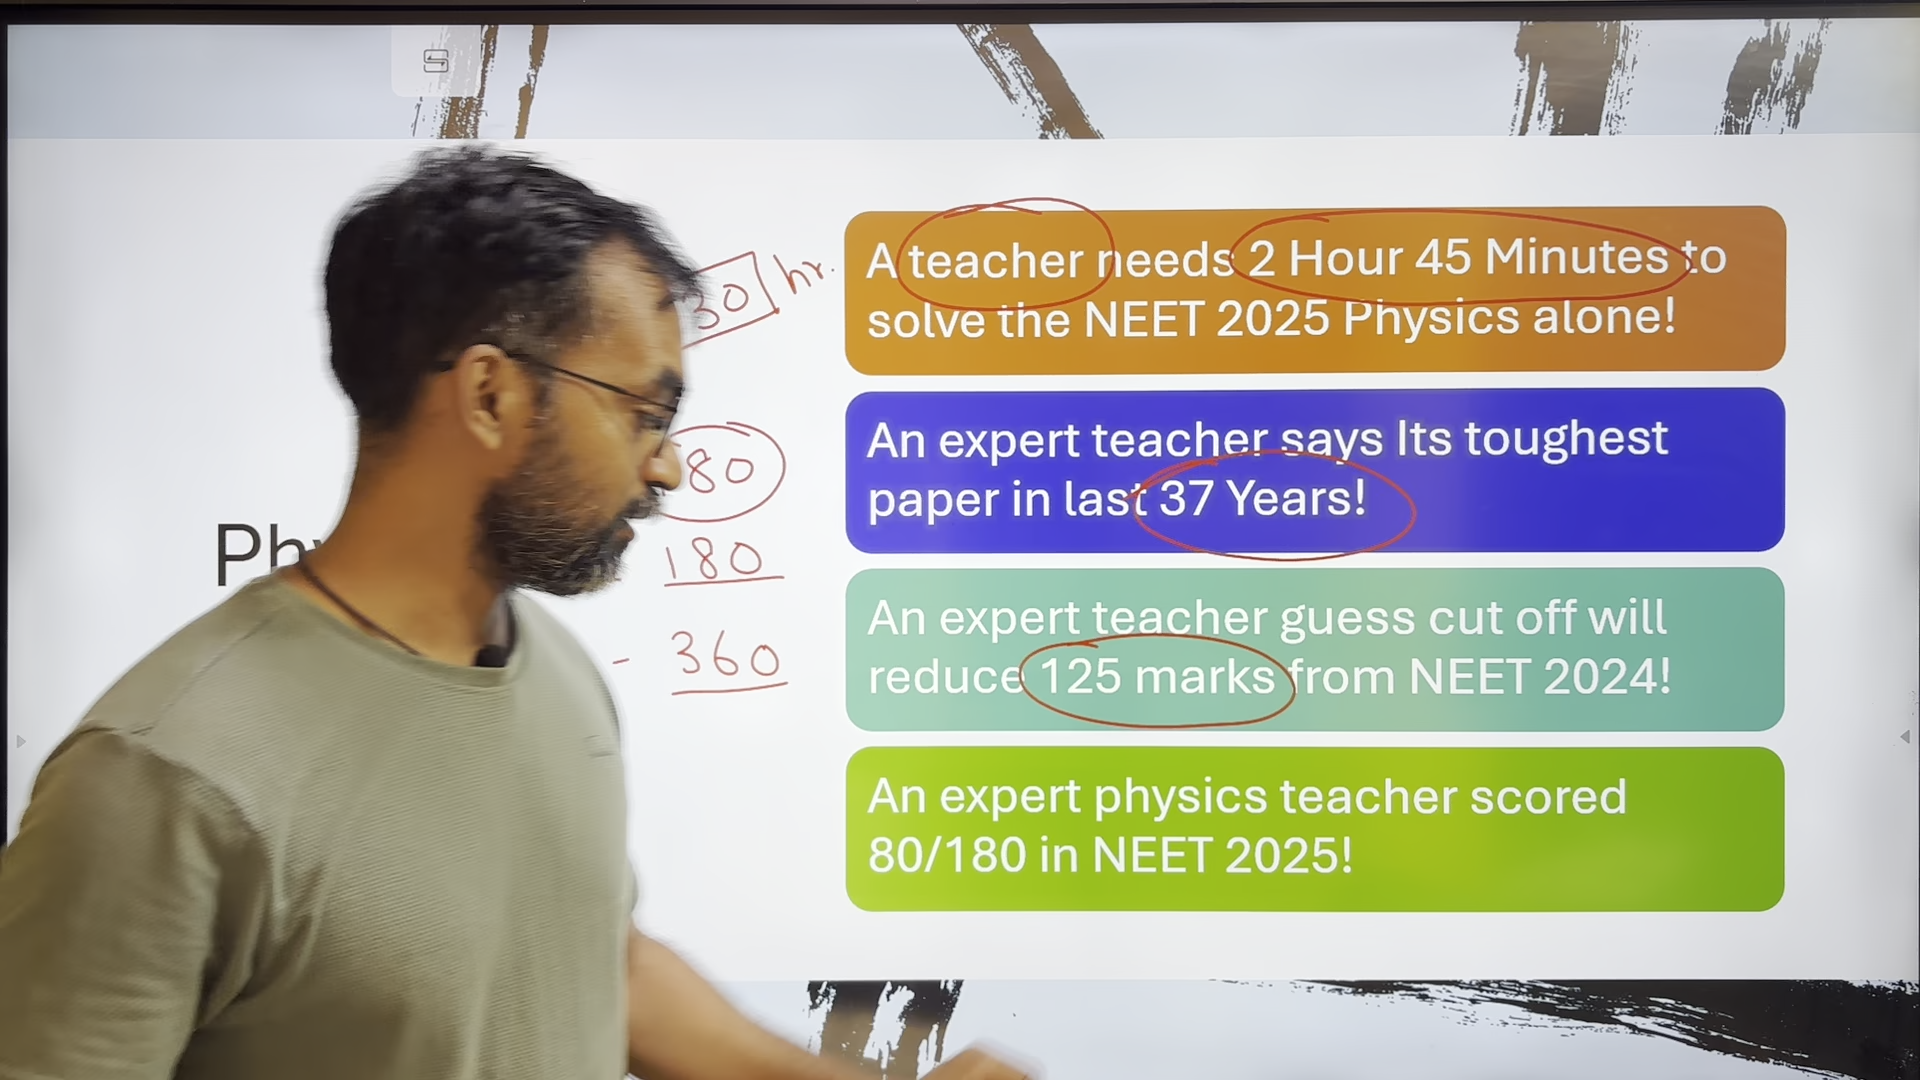 A teacher needs 2 Hour 45 Minutes to
solve the NEET 2025 Physics alone!
30 hr.
An expert teacher says Its toughest
paper in last 37 Years!
80
180
An expert teacher guess cut off will
reduce 125 marks from NEET 2024!
- 360
An expert physics teacher scored
80/180 in NEET 2025!